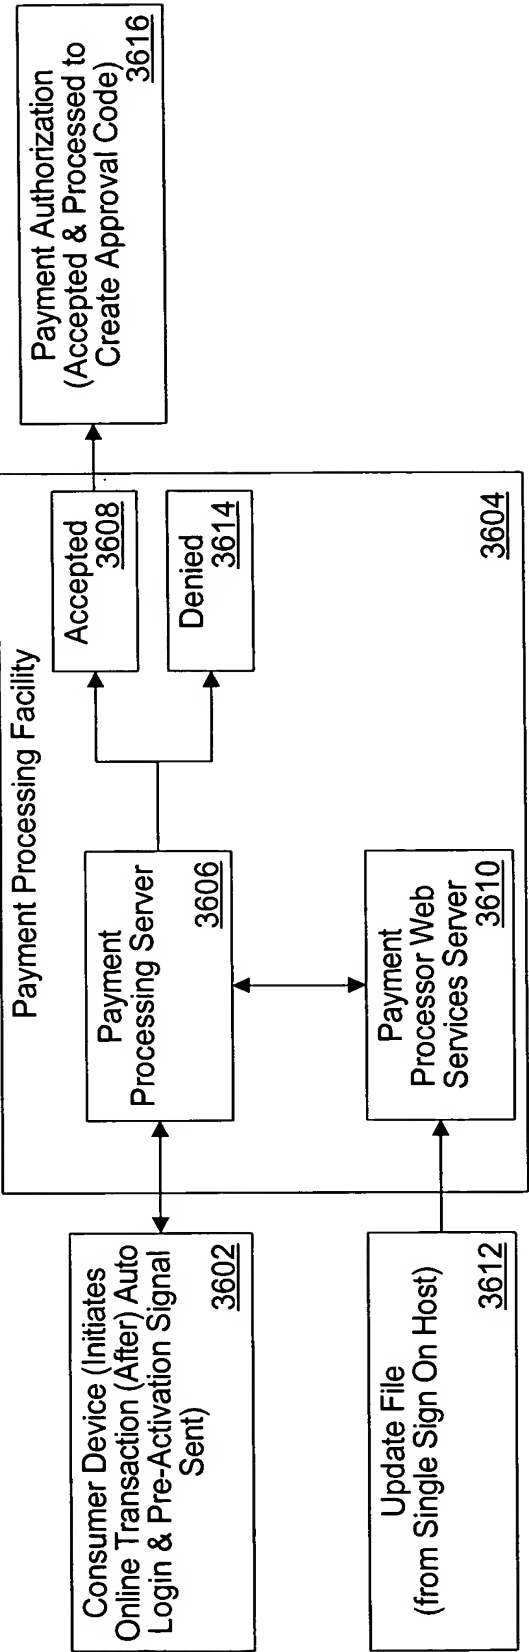 Consumer Device (Initiates
Online Transaction (After) Auto
Login & Pre-Activation Signal
Sent)
3602
Update File
(from Single Sign On Host)
3612
Payment Processing Facility
Payment
Processing Server
3606
Payment
Processor Web
Services Server
3610
Accepted
3608
Denied
3614
3604
Payment Authorization
(Accepted & Processed to
Create Approval Code)
3616